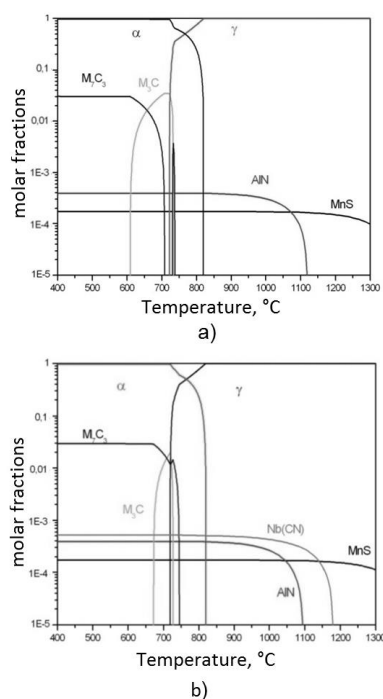 1
α
γ
0,1
M₇C₃
M₃C
0,01
1E-3
AlN
MnS
1E-4
1E-5
400 500 600 700 800 900 1000 1100 1200 1300
molar fractions
Temperature, °C
a)
1
α
γ
0,1
M₇C₃
0,01
M₃C
1E-3
Nb(CN)
MnS
1E-4
AlN
1E-5
400 500 600 700 800 900 1000 1100 1200 1300
molar fractions
Temperature, °C
b)